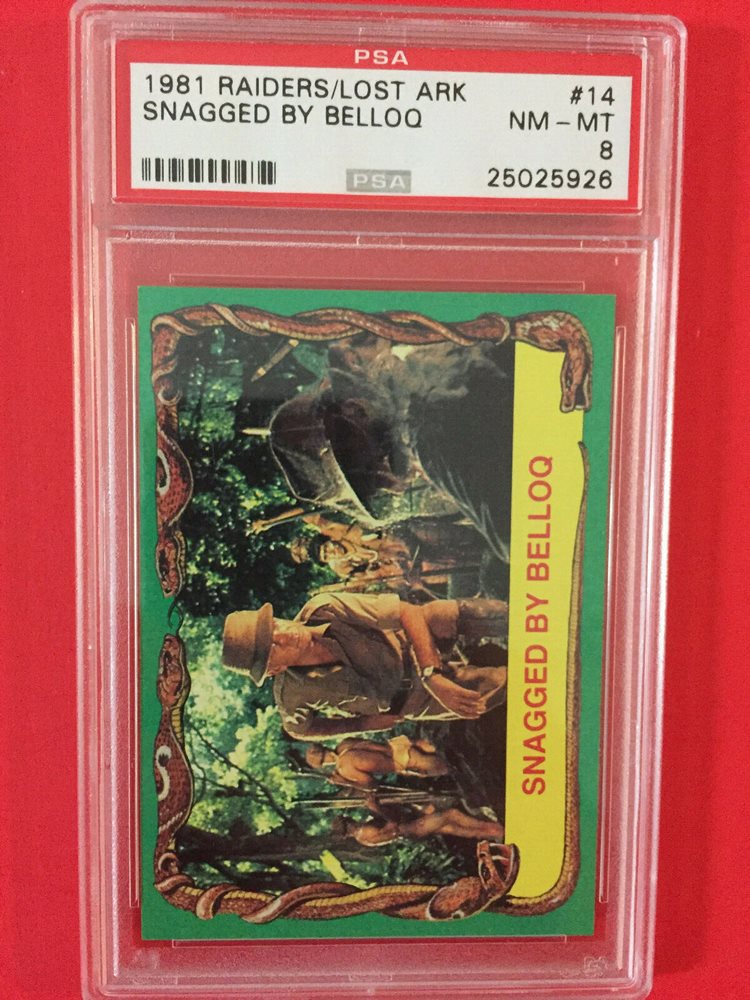 PSA
1981 RAIDERS/LOST ARK #14
SNAGGED BY BELLOQ NM - MT
8
PSA 25025926
SNAGGED BY BELLOQ